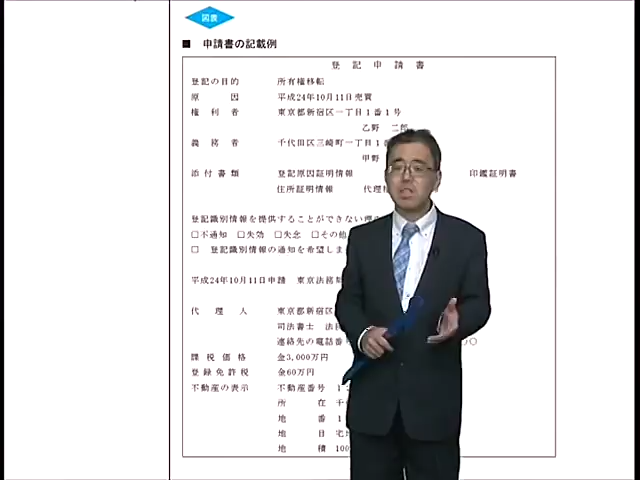 図表
■ 申請書の記載例
登記申請書
登記の目的 所有権移転
原因 平成24年10月11日売買
権利者 東京都新宿区一丁目1番1号
乙野 二郎
義務者 千代田区三崎町一丁目1
甲野
添付書類 登記原因証明情報 印鑑証明書
住所証明情報 代理
登記識別情報を提供することができない理
□不通知 □失効 □失念 □その他
□ 登記識別情報の通知を希望しま
平成24年10月11日申請 東京法務
代理人 東京都新宿区
司法書士 法
連絡先の電話番 ○
課税価格 金3,000万円
登録免許税 金60万円
不動産の表示 不動産番号 1
所在 千
地番 1
地目 宅
地積 100